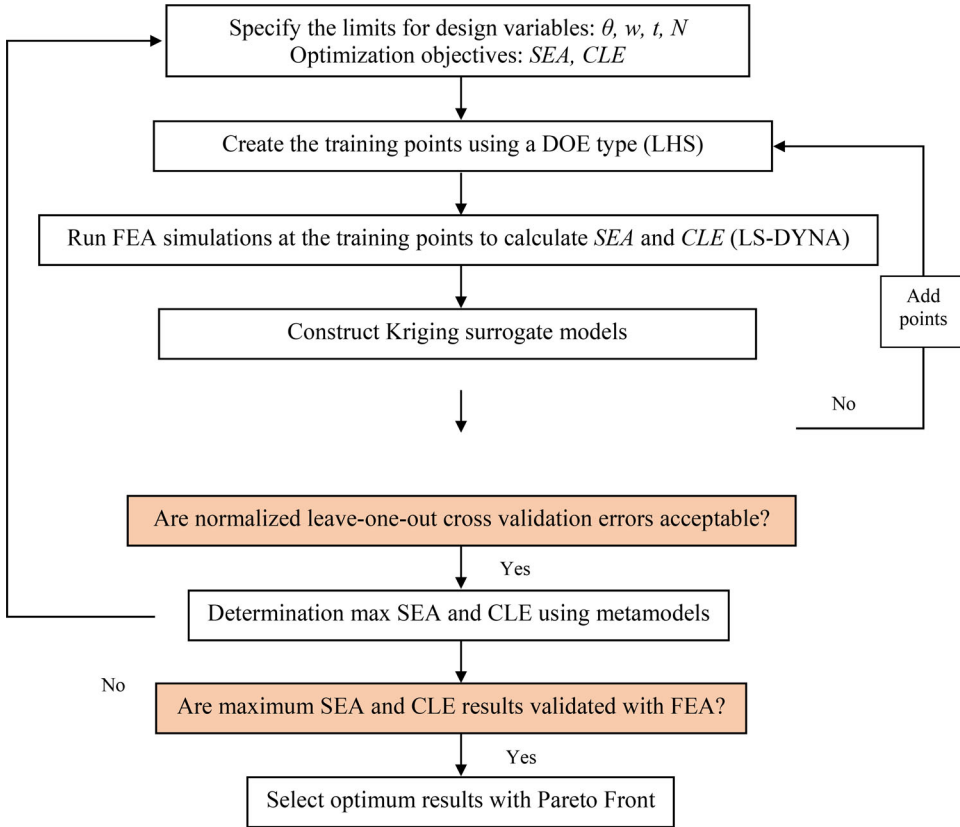 Specify the limits for design variables: θ, w, t, N
Optimization objectives: SEA, CLE
Create the training points using a DOE type (LHS)
Run FEA simulations at the training points to calculate SEA and CLE (LS-DYNA)
Add
points
Construct Kriging surrogate models
No
Are normalized leave-one-out cross validation errors acceptable?
Yes
Determination max SEA and CLE using metamodels
No
Are maximum SEA and CLE results validated with FEA?
Yes
Select optimum results with Pareto Front